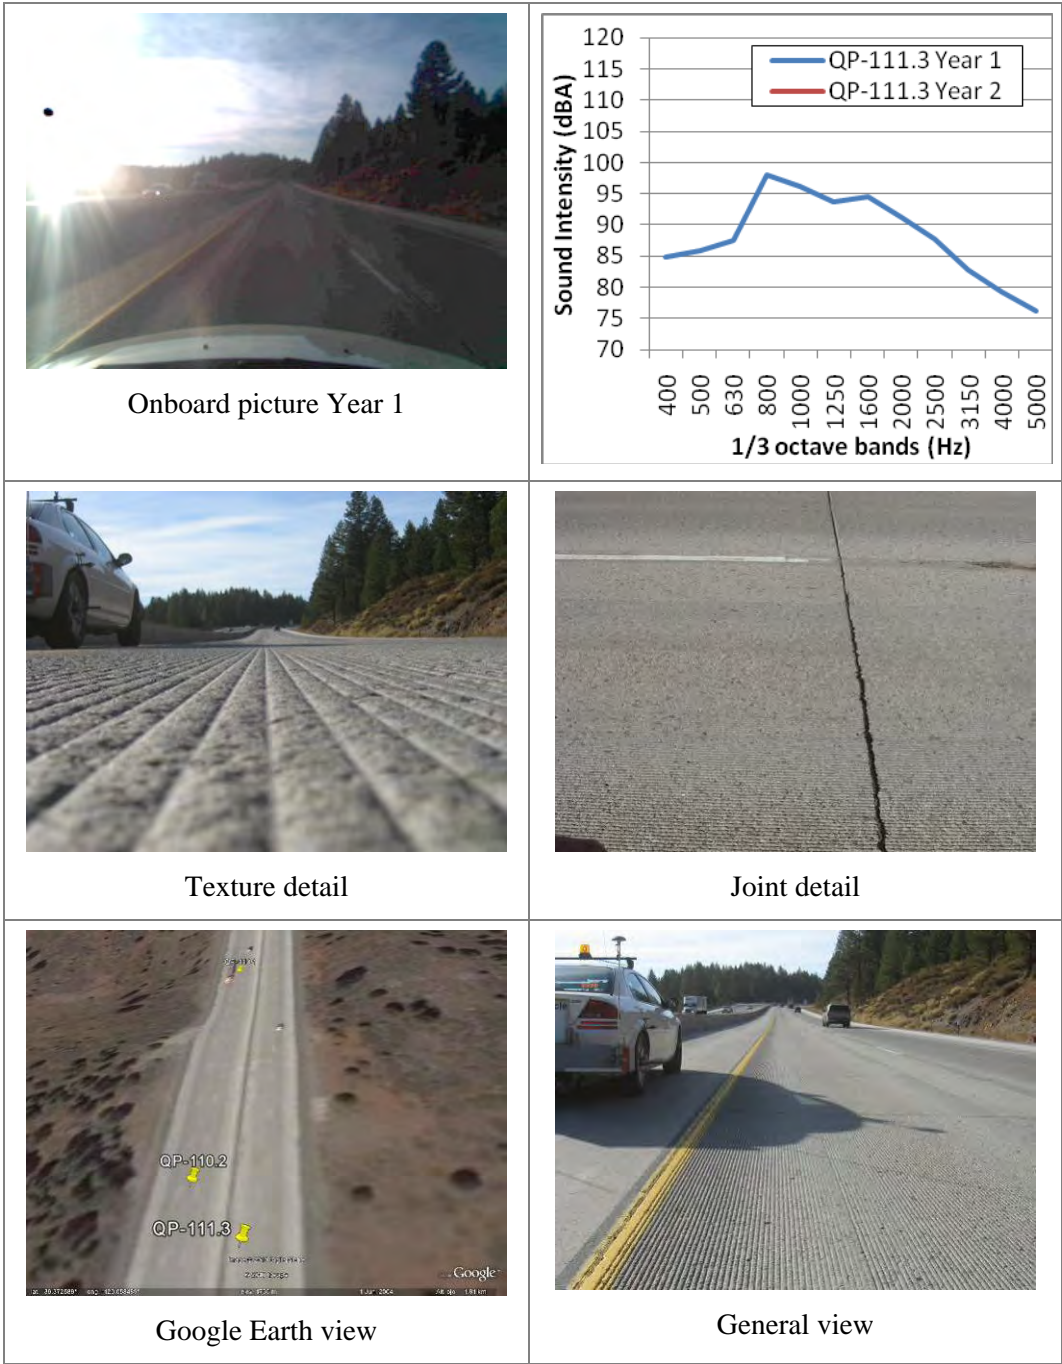 120
115
110
105
100
95
90
85
80
75
70
Sound Intensity (dBA)
QP-111.3 Year 1
QP-111.3 Year 2
400
500
630
800
1000
1250
1600
2000
2500
3150
4000
5000
1/3 octave bands (Hz)
Onboard picture Year 1
Texture detail
Joint detail
QP-110.2
QP-111.3
Google
Google Earth view
General view